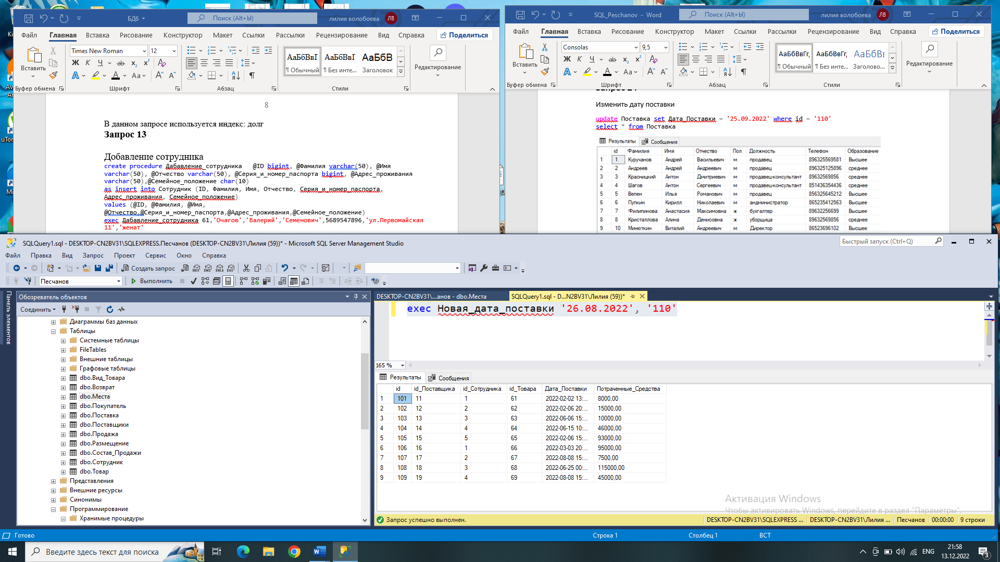 БД6
Поиск (Alt+Ы)
лилия волобоева
ЛВ
Файл
Главная
Вставка
Рисование
Конструктор
Макет
Ссылки
Рассылки
Рецензирование
Вид
Справка
Поделиться
Вставить
Times New Roman
12
АаБбВвГ
АаБбВвГ
АаБбВ
¶ Обычный
¶ Без инте...
Заголовок
Редактирование
Буфер обмена
Шрифт
Абзац
Стили
8
В данном запросе используется индекс: долг
Запрос 13
Добавление сотрудника
create procedure Добавление_сотрудника @ID bigint, @Фамилия varchar(50), @Имя
varchar(50), @Отчество varchar(50), @Серия_и_номер_паспорта bigint, @Адрес_проживания
varchar(50),@Семейное_положение char(10)
as insert into Сотрудник (ID, Фамилия, Имя, Отчество, Серия_и_номер_паспорта,
Адрес_проживания, Семейное_положение)
values (@ID, @Фамилия, @Имя,
@Отчество,@Серия_и_номер_паспорта,@Адрес_проживания,@Семейное_положение)
exec Добавление_сотрудника 61,'Очагов','Валерий','Семенович',5689547896,'ул.Первомайская
11','женат'
SQL_Peschanov - Word
Поиск (Alt+Ы)
лилия волобоева
ЛВ
Файл
Главная
Вставка
Рисование
Конструктор
Макет
Ссылки
Рассылки
Рецензирование
Вид
Справка
Поделиться
Вставить
Consolas
9,5
АаБбВвГг,
АаБбВвГг,
АаБбВв
¶ Обычный
¶ Без инте...
Заголово...
Редактирование
Буфер обмена
Шрифт
Абзац
Стили
Изменить дату поставки
update Поставка set Дата_Поставки = '25.09.2022' where id = '110'
select * from Поставка
Результаты
Сообщения
id Фамилия Имя Отчество Пол Должность Телефон Образование
1 1 Куручанов Андрей Васильевич м продавец 896325569581 Высшее
2 2 Андреев Андрей Андреевич м продавец 896325125896 среднее
3 3 Красницкий Антон Дмитриевич м продавец-консультант 89632569856 среднее
4 4 Шагов Антон Сергеевич м продавец-консультант 851436354436 среднее
5 5 Вепен Илья Романович м продавец 856325645212 Высшее
6 6 Пупкин Кирилл Николаевич м андминистратор 865235412563 Высшее
7 7 Филипинова Анастасия Максимовна ж бухгалтер 89632256699 Высшее
8 8 Кристаллова Алина Денисовна ж уборщица 89632569856 среднее
9 10 Минюткин Виталий Андреевич м Директор 86523696102 Высшее
SQLQuery1.sql - DESKTOP-CN2BV31\SQLEXPRESS.Песчанов (DESKTOP-CN2BV31\Лилия (59))* - Microsoft SQL Server Management Studio
Быстрый запуск (Ctrl+Q)
Файл Правка Вид Запрос Проект Сервис Окно Справка
Создать запрос
Песчанов
Выполнить
Панель элементов
Обозреватель объектов
Соединить
Диаграммы баз данных
Таблицы
Системные таблицы
FileTables
Внешние таблицы
Графовые таблицы
dbo.Вид_Товара
dbo.Возврат
dbo.Места
dbo.Покупатель
dbo.Поставка
dbo.Поставщики
dbo.Продажа
dbo.Размещение
dbo.Состав_Продажи
dbo.Сотрудник
dbo.Товар
Представления
Внешние ресурсы
Синонимы
Программирование
Хранимые процедуры
DESKTOP-CN2BV31\...анов - dbo.Места
SQLQuery1.sql - D...N2BV31\Лилия (59))*
exec Новая_дата_поставки '26.08.2022', '110'
165 %
Результаты
Сообщения
id id_Поставщика id_Сотрудника id_Товара Дата_Поставки Потраченные_Средства
1 101 11 1 61 2022-02-02 13:... 8000,00
2 102 12 2 62 2022-02-06 20:... 15000,00
3 103 13 3 63 2022-06-06 15:... 10000,00
4 104 14 4 64 2022-06-15 10:... 46000,00
5 105 15 5 65 2022-02-06 15:... 93000,00
6 106 16 1 66 2022-03-03 20:... 95000,00
7 107 17 2 67 2022-08-08 15:... 7500,00
8 108 18 3 68 2022-06-25 00:... 115000,00
9 109 19 4 69 2022-08-08 15:... 45000,00
Активация Windows
Чтобы активировать Windows, перейдите в раздел "Параметры".
Запрос успешно выполнен.
DESKTOP-CN2BV31\SQLEXPRESS ...
DESKTOP-CN2BV31\Лилия ...
Песчанов
00:00:00
9 строки
Готово
Строка 1
Столбец 1
ВСТ
Введите здесь текст для поиска
ENG
21:58
13.12.2022
3